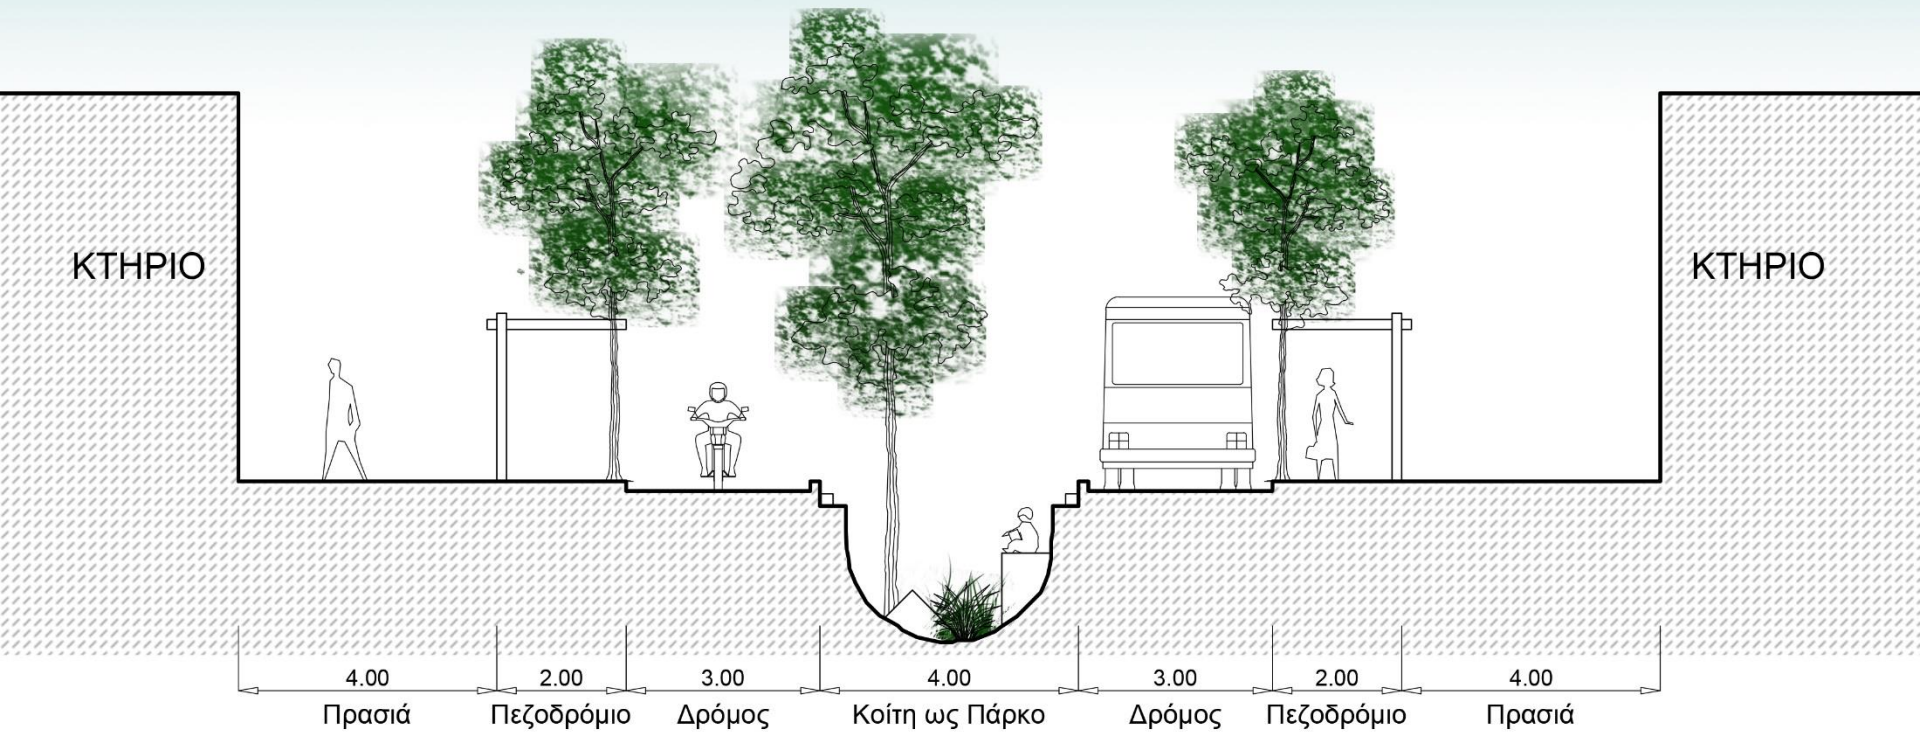 ΚΤΗΡΙΟ ΚΤΗΡΙΟ
4.00 2.00 3.00 4.00 3.00 2.00 4.00
Πρασιά Πεζοδρόμιο Δρόμος Κοίτη ως Πάρκο Δρόμος Πεζοδρόμιο Πρασιά